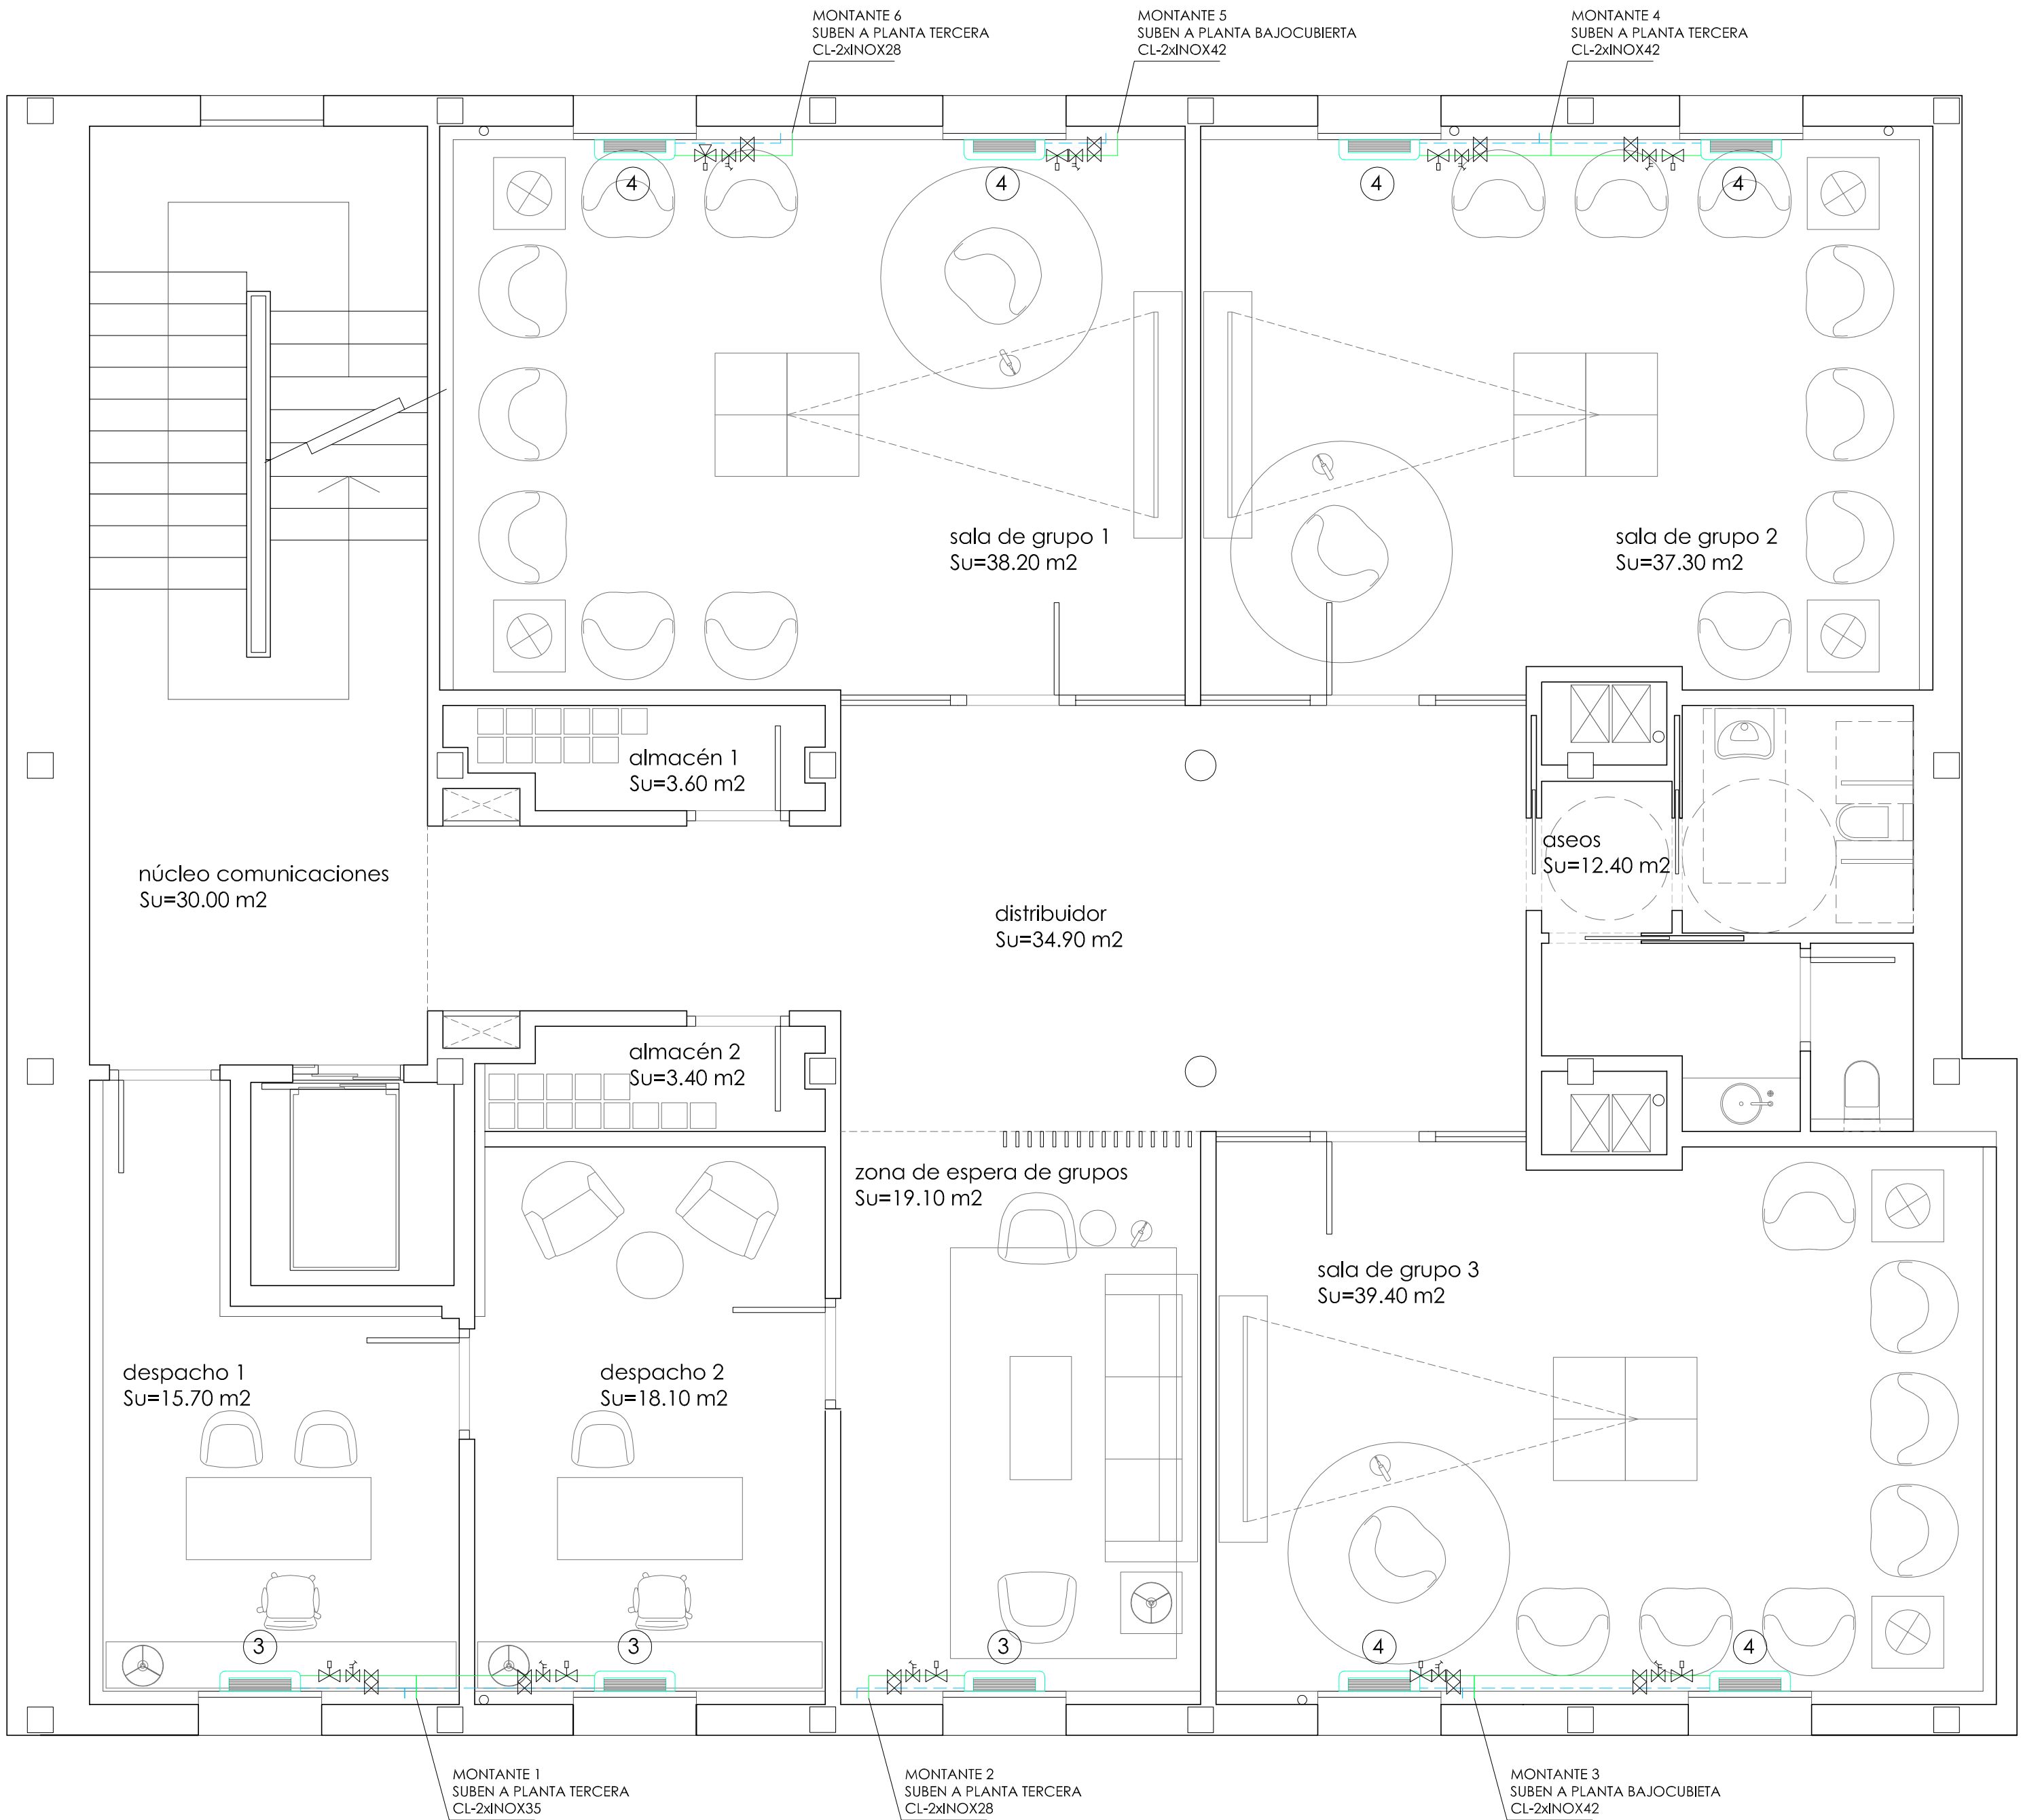 MONTANTE 6
SUBEN A PLANTA TERCERA
CL-2xINOX28
MONTANTE 5
SUBEN A PLANTA BAJOCUBIERTA
CL-2xINOX42
MONTANTE 4
SUBEN A PLANTA TERCERA
CL-2xINOX42
4
4
4
4
sala de grupo 1
Su=38.20 m2
sala de grupo 2
Su=37.30 m2
almacén 1
Su=3.60 m2
aseos
Su=12.40 m2
núcleo comunicaciones
Su=30.00 m2
distribuidor
Su=34.90 m2
almacén 2
Su=3.40 m2
zona de espera de grupos
Su=19.10 m2
sala de grupo 3
Su=39.40 m2
despacho 1
Su=15.70 m2
despacho 2
Su=18.10 m2
3
3
3
4
4
MONTANTE 1
SUBEN A PLANTA TERCERA
CL-2xINOX35
MONTANTE 2
SUBEN A PLANTA TERCERA
CL-2xINOX28
MONTANTE 3
SUBEN A PLANTA BAJOCUBIETA
CL-2xINOX42